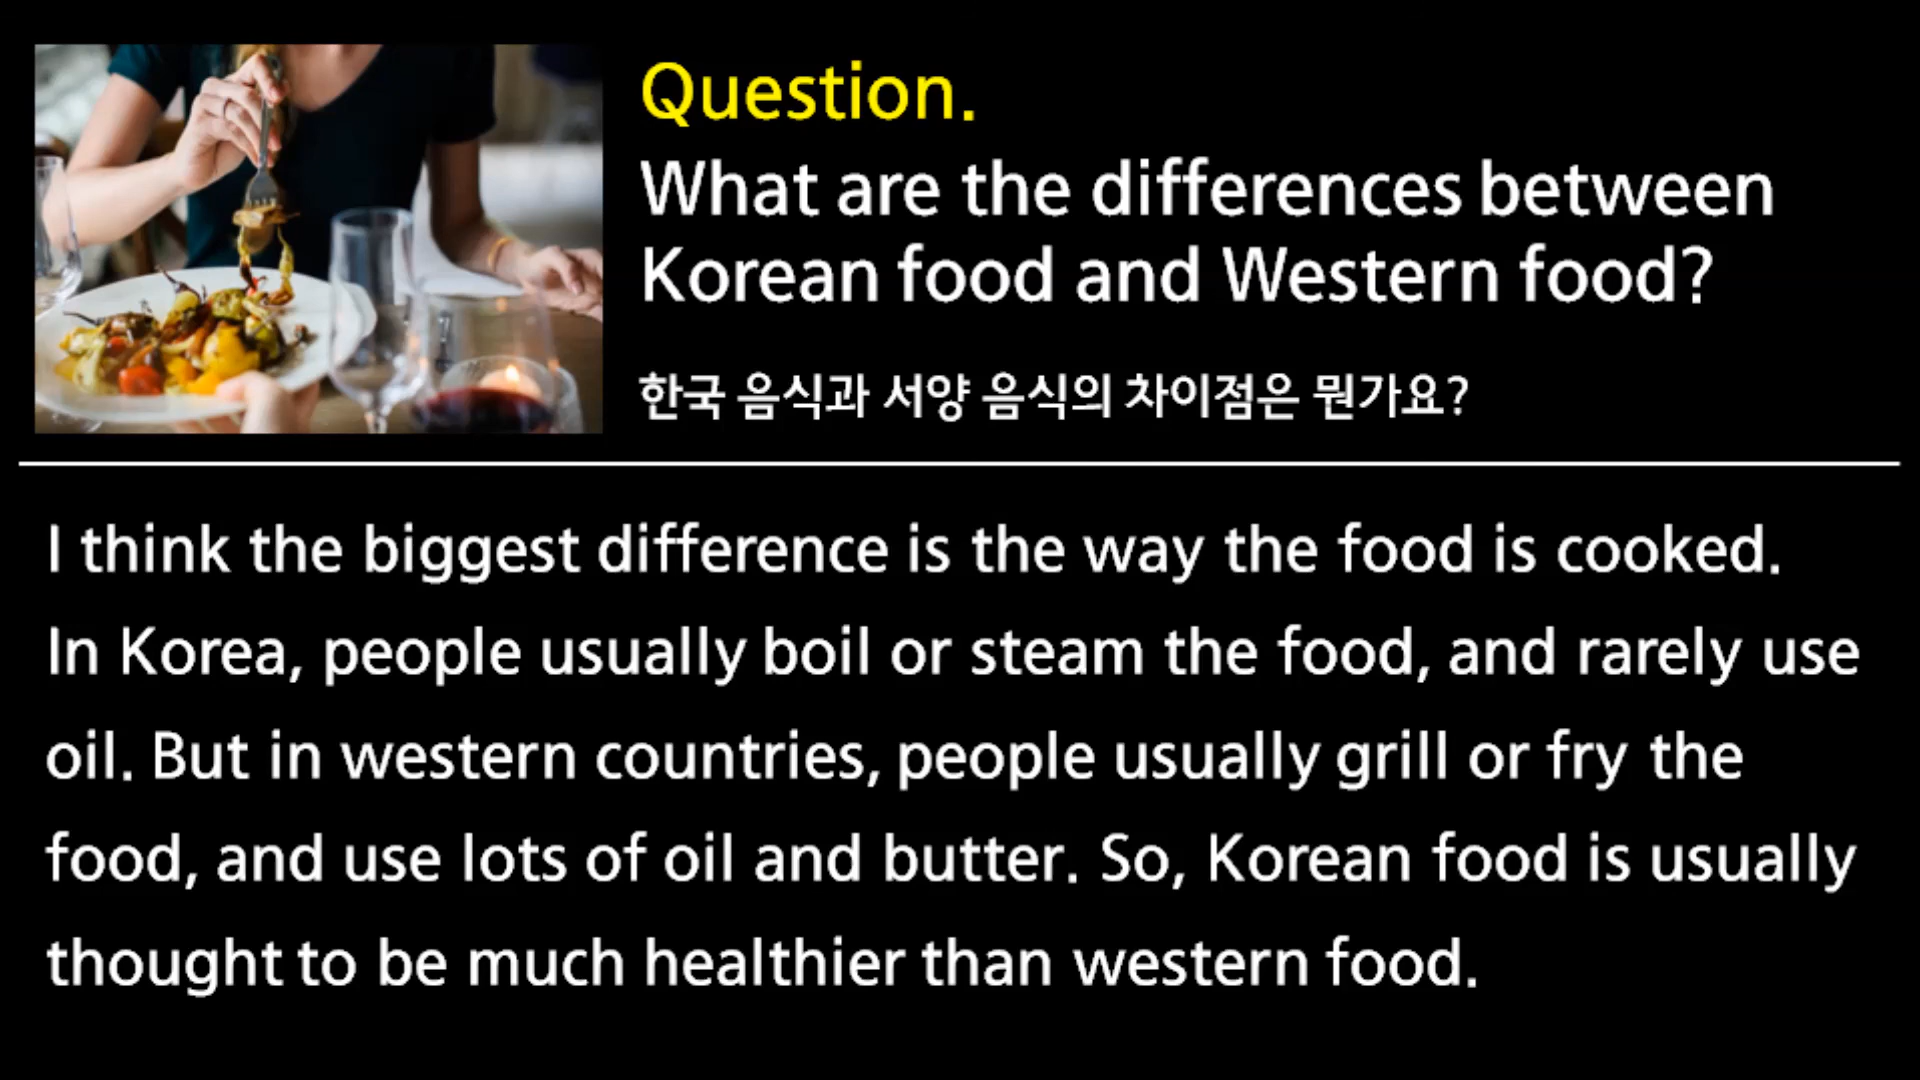 Question.
What are the differences between
Korean food and Western food?
한국 음식과 서양 음식의 차이점은 뭔가요?
I think the biggest difference is the way the food is cooked.
In Korea, people usually boil or steam the food, and rarely use
oil. But in western countries, people usually grill or fry the
food, and use lots of oil and butter. So, Korean food is usually
thought to be much healthier than western food.